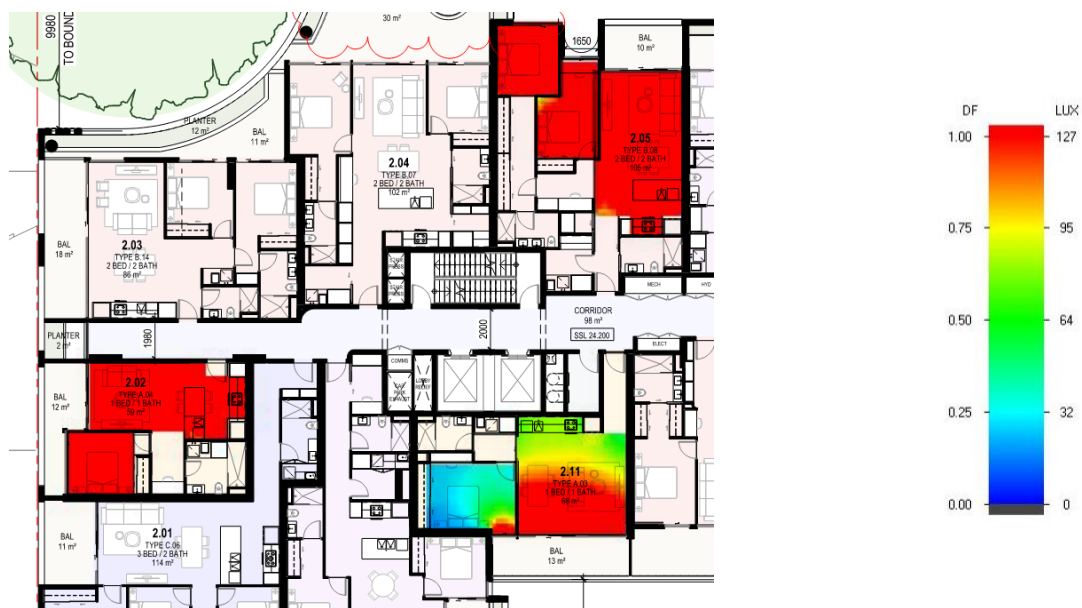 9980
TO BOUND
30 m²
1650
BAL
10 m²
PLANTER
12 m²
BAL
11 m²
2.04
TYPE B.07
2 BED / 2 BATH
102 m²
2.05
TYPE B.08
2 BED / 2 BATH
106 m²
2.03
TYPE B.14
2 BED / 2 BATH
86 m²
BAL
18 m²
MECH
HYD
CORRIDOR
98 m²
SSL 24.200
ELECT
PLANTER
2 m²
1980
2000
COMMS
CAR
PARK
EXHAUST
LOBBY
RELIEF
2.02
TYPE A.04
1 BED / 1 BATH
59 m²
BAL
12 m²
2.11
TYPE A.03
1 BED / 1 BATH
BAL
13 m²
2.01
TYPE C.06
3 BED / 2 BATH
114 m²
BAL
11 m²
DF
LUX
1.00
127
0.75
95
0.50
64
0.25
32
0.00
0